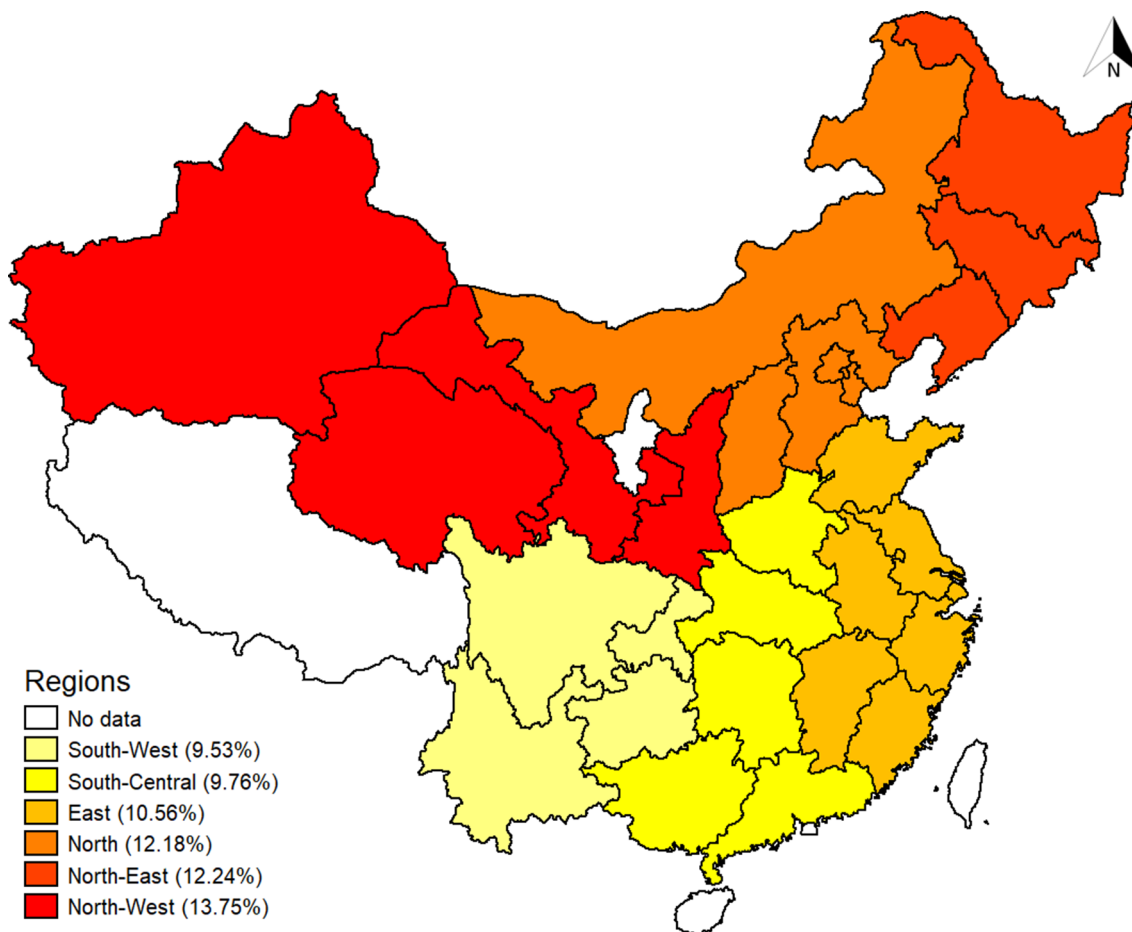 N
Regions
No data
South-West (9.53%)
South-Central (9.76%)
East (10.56%)
North (12.18%)
North-East (12.24%)
North-West (13.75%)